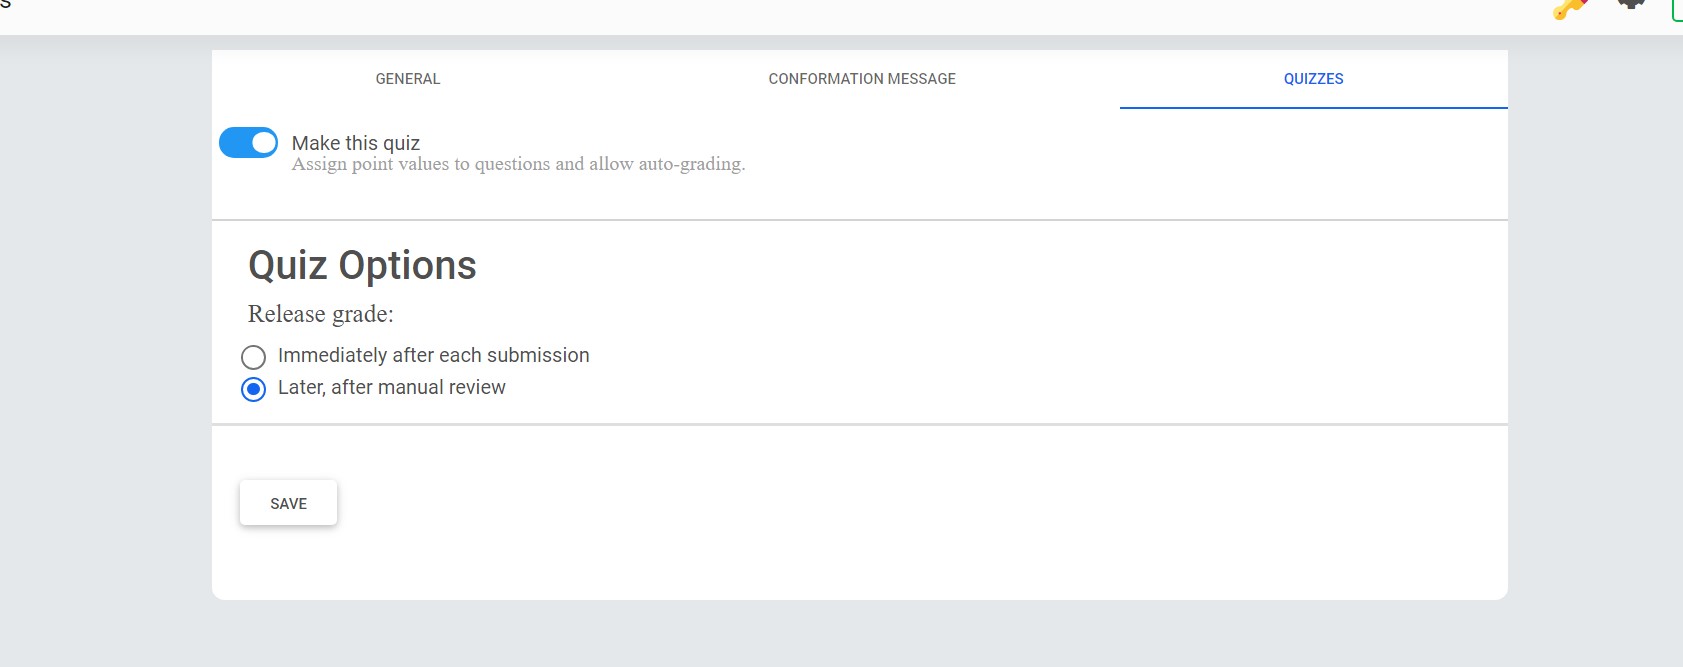 s
GENERAL CONFORMATION MESSAGE QUIZZES
Make this quiz
Assign point values to questions and allow auto-grading.
Quiz Options
Release grade:
Immediately after each submission
Later, after manual review
SAVE